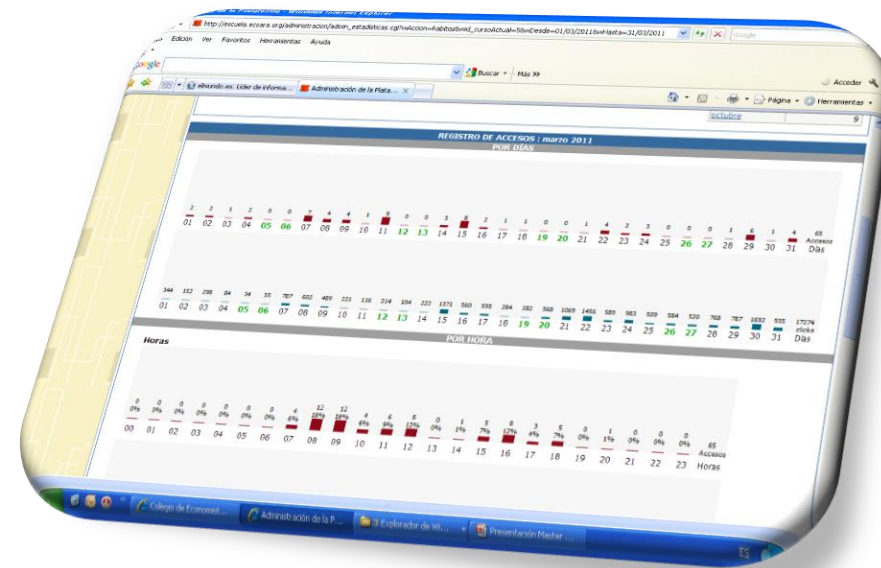 http://escuela.ecoara.org/administracion/admin_estadisticas.cgi?wAccion=habitos&wid_cursoActual=5&wDesde=01/03/2011&wHasta=31/03/2011
Google
Edición Ver Favoritos Herramientas Ayuda
Google
Buscar Más >>
Acceder
elmundo.es. Líder de informa...
Administración de la Plata...
Página Herramientas
octubre 9
REGISTRO DE ACCESOS : marzo 2011
POR DÍAS
2 2 1 2 0 0 7 4 4 1 9 0 0 3 8 2 1 1 0 0 1 4 2 3 0 0 0 1 6 1 4 65
Accesos
01 02 03 04 05 06 07 08 09 10 11 12 13 14 15 16 17 18 19 20 21 22 23 24 25 26 27 28 29 30 31 Días
344 152 298 84 34 55 787 602 489 221 116 234 184 222 1371 560 595 284 282 568 1069 1456 589 983 509 584 520 768 787 1692 935 17274
clicks
01 02 03 04 05 06 07 08 09 10 11 12 13 14 15 16 17 18 19 20 21 22 23 24 25 26 27 28 29 30 31 Días
POR HORA
Horas
0 0 0 0 0 0 0 4 12 12 4 6 8 0 1 5 8 3 5 0 1 0 0 0 65
0% 0% 0% 0% 0% 0% 0% 6% 18% 18% 6% 9% 12% 0% 1% 7% 12% 4% 7% 0% 1% 0% 0% 0% Accesos
00 01 02 03 04 05 06 07 08 09 10 11 12 13 14 15 16 17 18 19 20 21 22 23 Horas
Colegio de Economist...
Administración de la P...
3 Explorador de Wi...
Presentación Master ...
ES